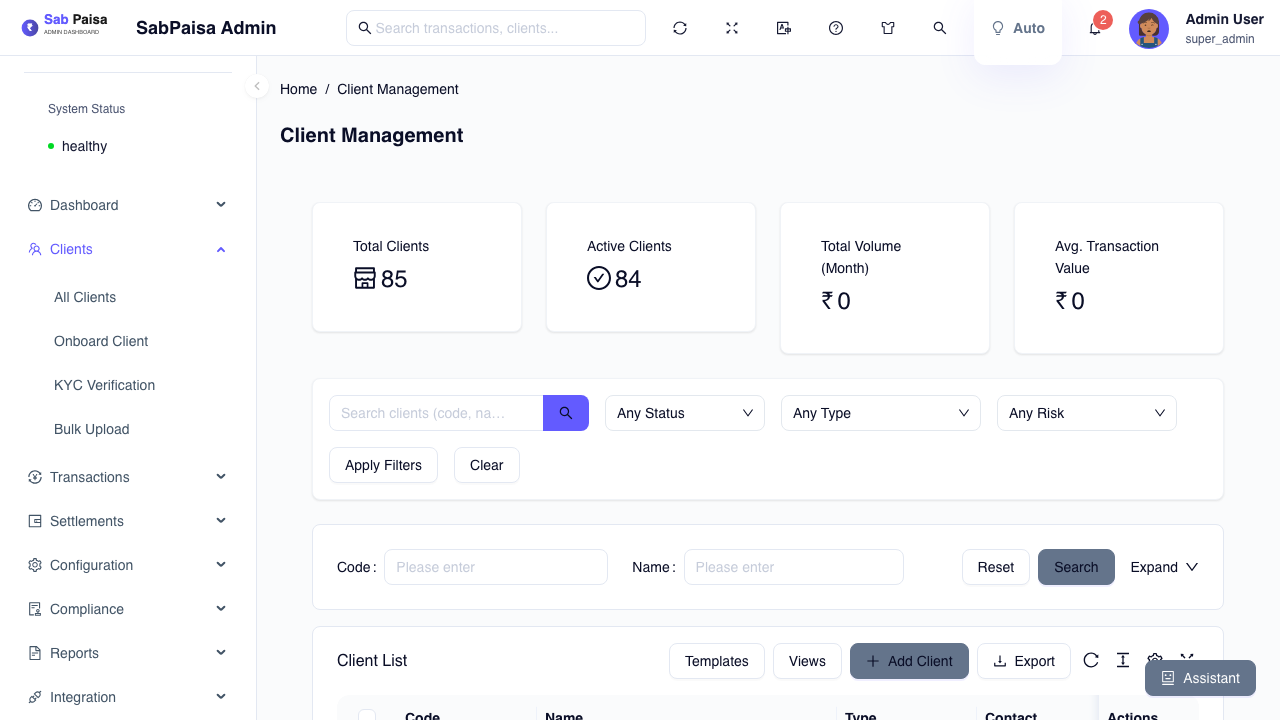 Sab Paisa
ADMIN DASHBOARD
SabPaisa Admin
Search transactions, clients...
Auto
2
Admin User
super_admin
System Status
healthy
Dashboard
Clients
All Clients
Onboard Client
KYC Verification
Bulk Upload
Transactions
Settlements
Configuration
Compliance
Reports
Integration
Home / Client Management
Client Management
Total Clients
85
Active Clients
84
Total Volume
(Month)
₹ 0
Avg. Transaction
Value
₹ 0
Search clients (code, na...
Any Status
Any Type
Any Risk
Apply Filters
Clear
Code :
Please enter
Name :
Please enter
Reset
Search
Expand
Client List
Templates
Views
Add Client
Export
Assistant
Code
Name
Type
Contact
Actions